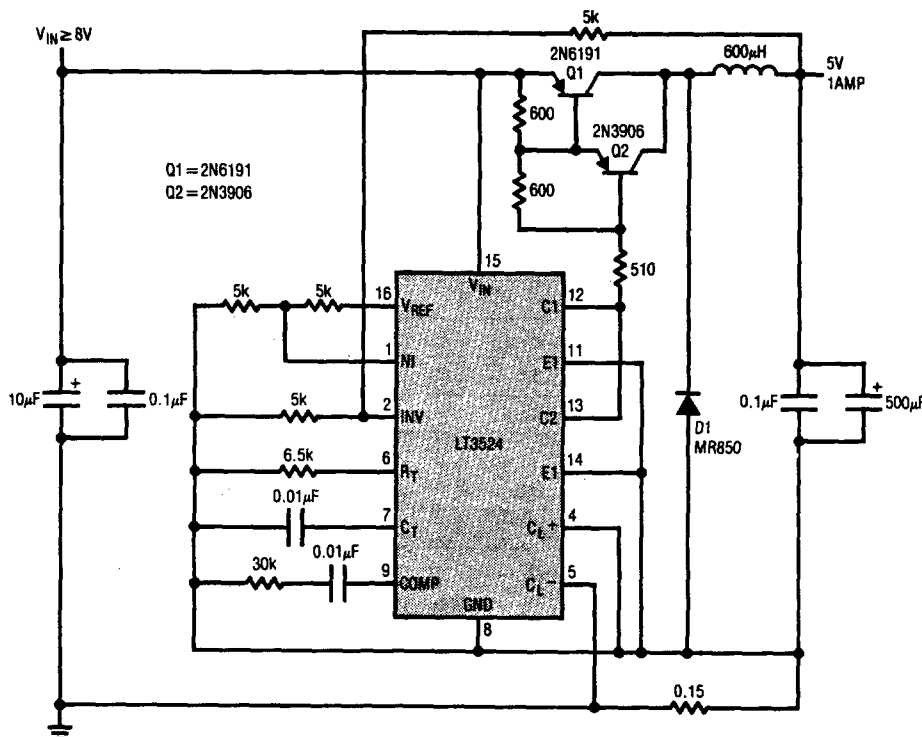 5k
V_IN ≥ 8V
2N6191
Q1
600µH
5V
1AMP
600
2N3906
Q2
Q1 = 2N6191
Q2 = 2N3906
600
510
15
V_IN
5k
5k
16
V_REF
C1
12
1
NI
E1
11
10µF
+
0.1µF
5k
2
INV
C2
13
LT3524
D1
MR850
0.1µF
+
500µF
6.5k
6
R_T
E1
14
0.01µF
7
C_T
C_L+
4
30k
0.01µF
9
COMP
C_L−
5
GND
8
0.15